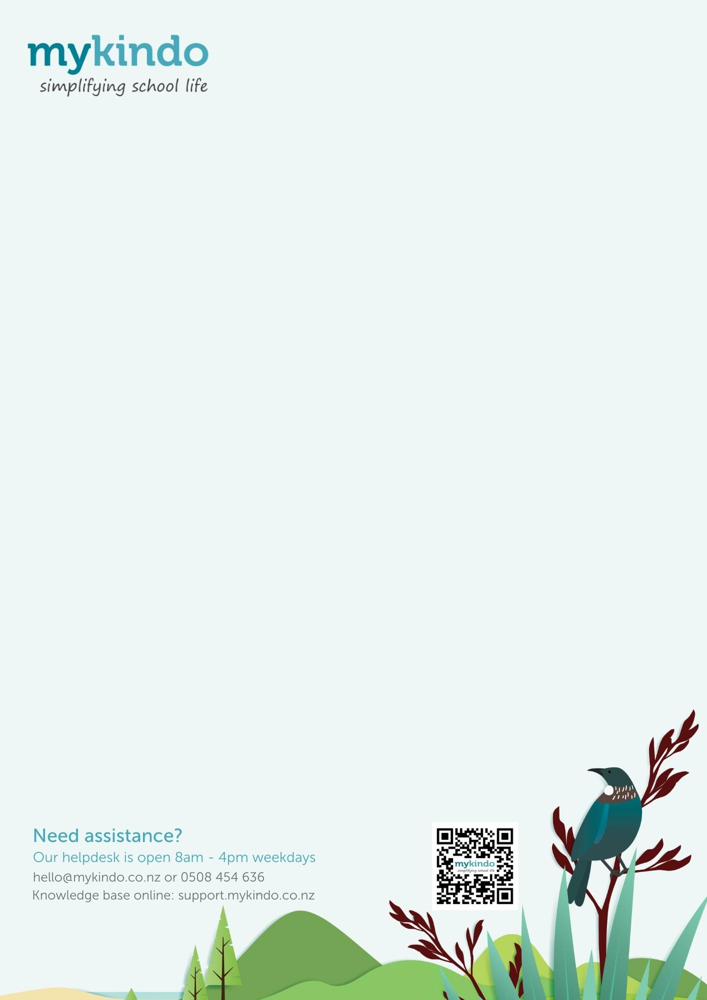 mykindo
simplifying school life
Need assistance?
Our helpdesk is open 8am - 4pm weekdays
hello@mykindo.co.nz or 0508 454 636
Knowledge base online: support.mykindo.co.nz
mykindo
simplifying school life